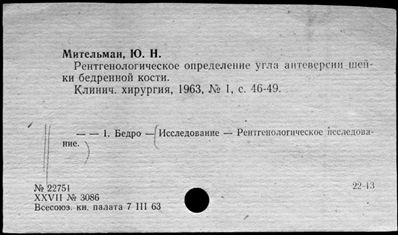 Мительман, Ю. Н.
Рентгенологическое определение угла антеверсии шей-
ки бедренной кости.
Клинич. хирургия, 1963, № 1, с. 46-49.
— — 1. Бедро — (Исследование — Рентгенологическое исследова-
ние.)
№ 22751
22-13
XXVII № 3086
Всесоюз. кн. палата 7 III 63